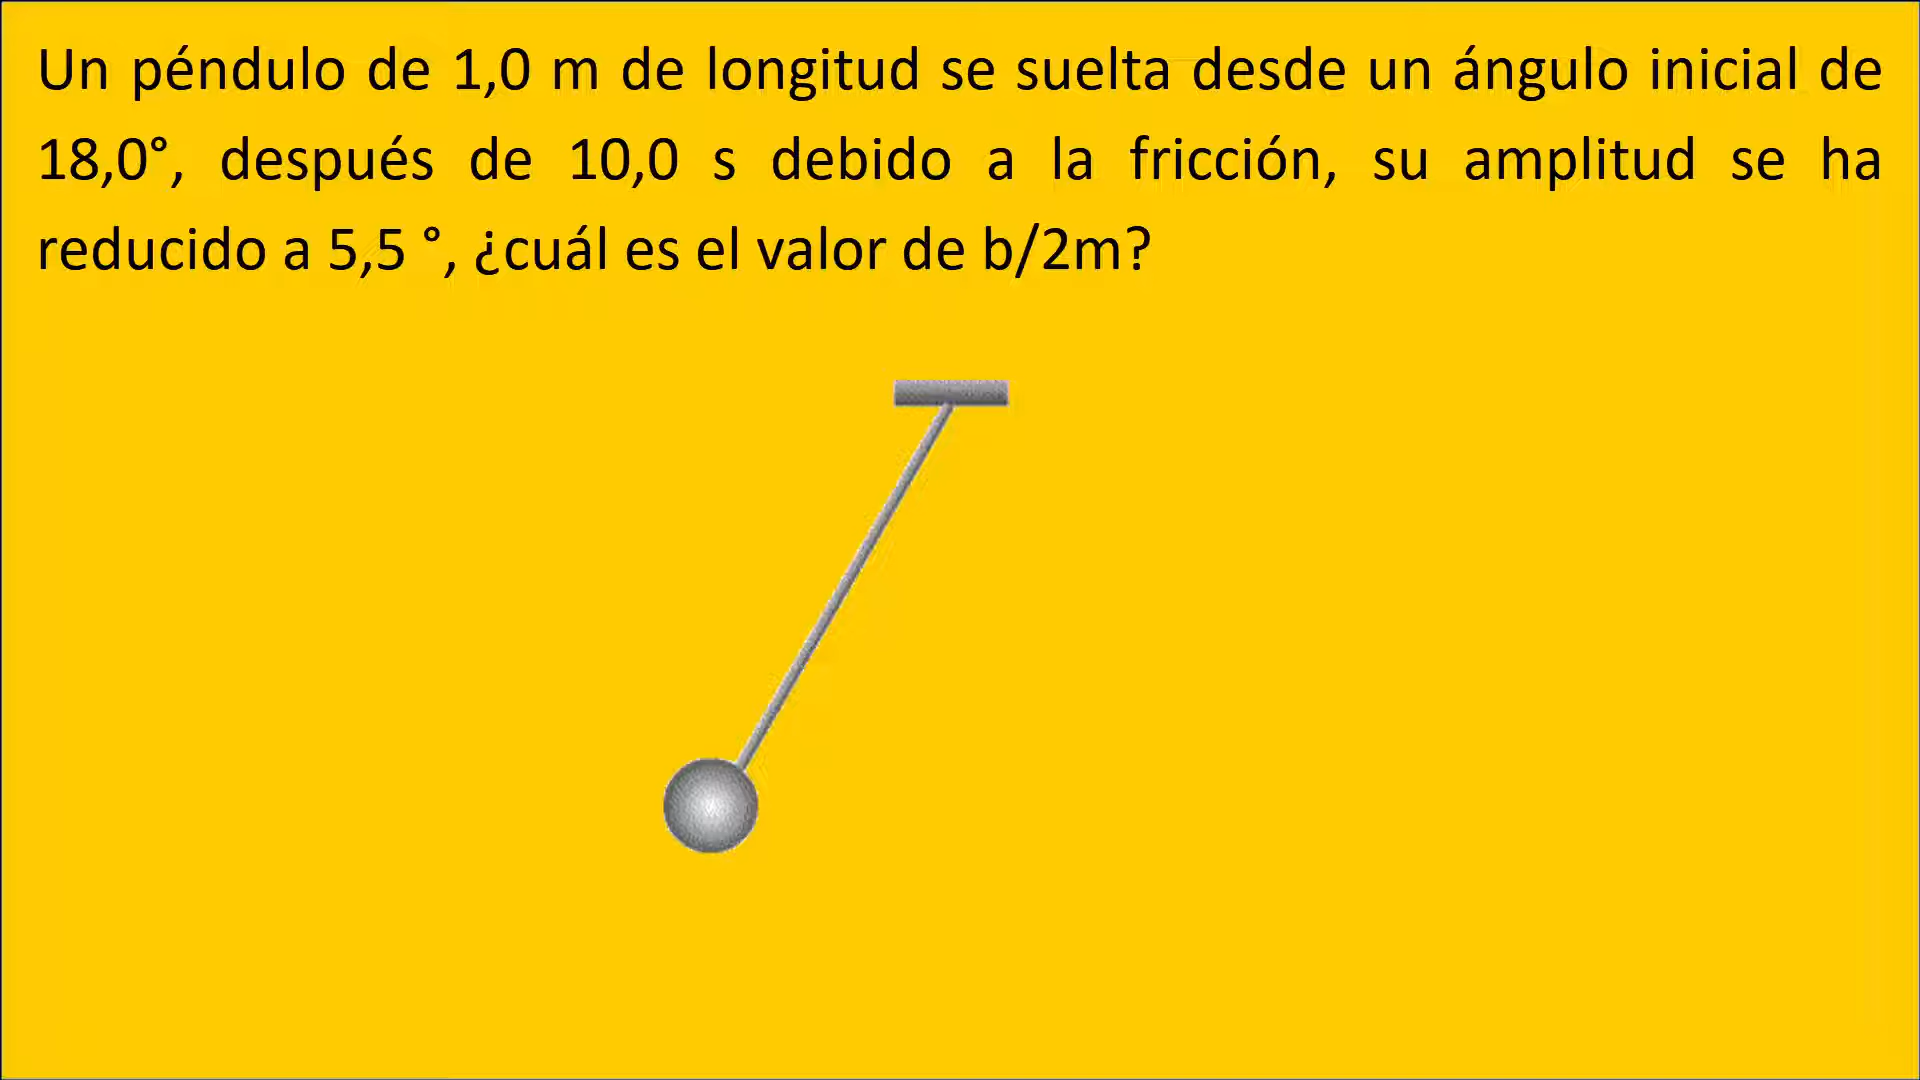 Un péndulo de 1,0 m de longitud se suelta desde un ángulo inicial de
18,0°, después de 10,0 s debido a la fricción, su amplitud se ha
reducido a 5,5 °, ¿cuál es el valor de b/2m?